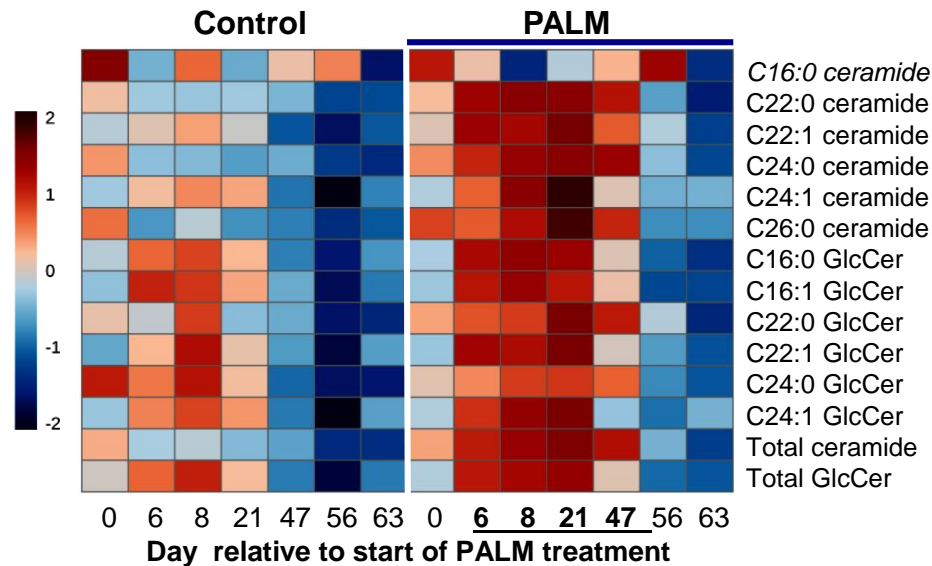 Control PALM
C16:0 ceramide
C22:0 ceramide
C22:1 ceramide
C24:0 ceramide
C24:1 ceramide
C26:0 ceramide
C16:0 GlcCer
C16:1 GlcCer
C22:0 GlcCer
C22:1 GlcCer
C24:0 GlcCer
C24:1 GlcCer
Total ceramide
Total GlcCer
2
1
0
-1
-2
0 6 8 21 47 56 63 0 6 8 21 47 56 63
Day relative to start of PALM treatment